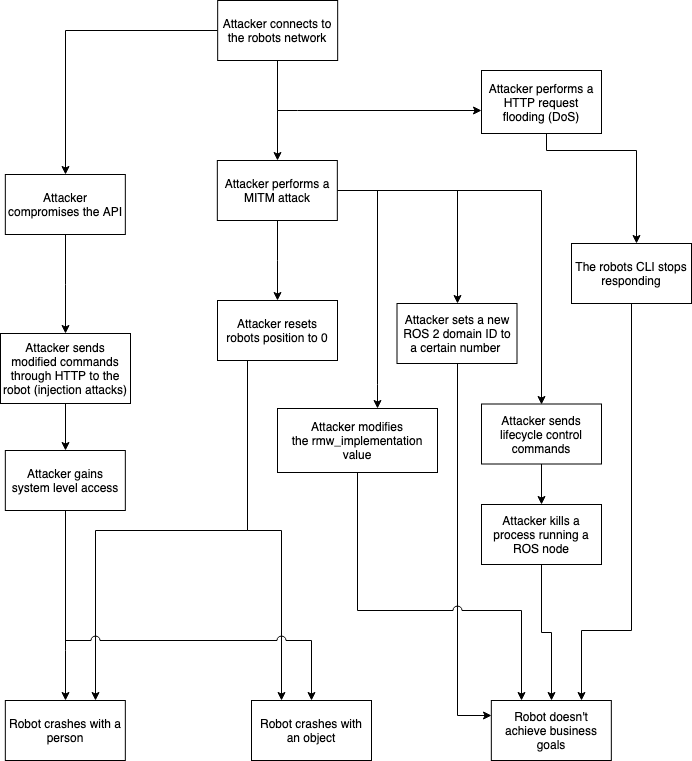 Attacker connects to
the robots network
Attacker performs a
HTTP request
flooding (DoS)
Attacker
compromises the API
Attacker performs a
MITM attack
The robots CLI stops
responding
Attacker resets
robots position to 0
Attacker sets a new
ROS 2 domain ID to
a certain number
Attacker sends
modified commands
through HTTP to the
robot (injection attacks)
Attacker modifies
the rmw_implementation
value
Attacker sends
lifecycle control
commands
Attacker gains
system level access
Attacker kills a
process running a
ROS node
Robot crashes with a
person
Robot crashes with
an object
Robot doesn't
achieve business
goals